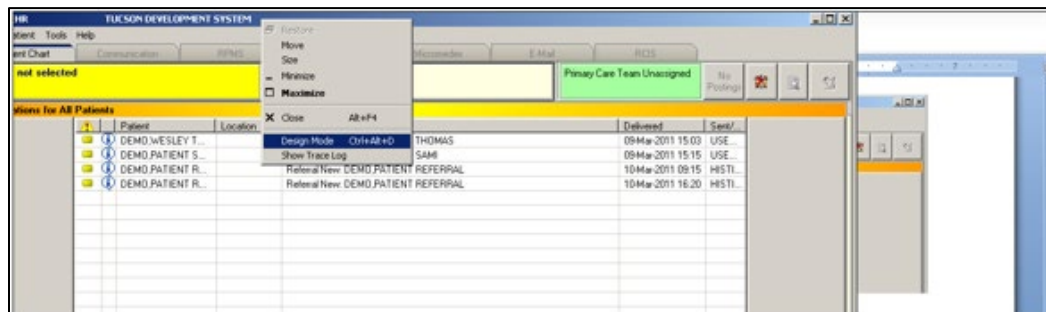 HR TUCSON DEVELOPMENT SYSTEM
atient Tools Help
ent Chart Communication RPMS Micromedex E-Mail RCIS
not selected
Primary Care Team Unassigned
No Postings
Restore
Move
Size
Minimize
Maximize
Close Alt+F4
Design Mode Ctrl+Alt+D
Show Trace Log
ations for All Patients
Patient Location Delivered Sent/...
DEMO,WESLEY T... THOMAS 09-Mar-2011 15:03 USE...
DEMO,PATIENT S... SAMI 09-Mar-2011 15:15 USE...
DEMO,PATIENT R... Referral New: DEMO,PATIENT REFERRAL 10-Mar-2011 09:15 HISTI...
DEMO,PATIENT R... Referral New: DEMO,PATIENT REFERRAL 10-Mar-2011 16:20 HISTI...
7